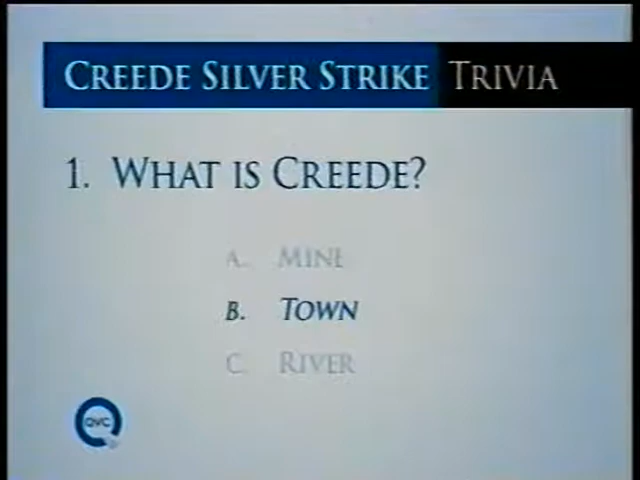 CREEDE SILVER STRIKE TRIVIA
1. WHAT IS CREEDE?
A. MINE
B. TOWN
C. RIVER
QVC